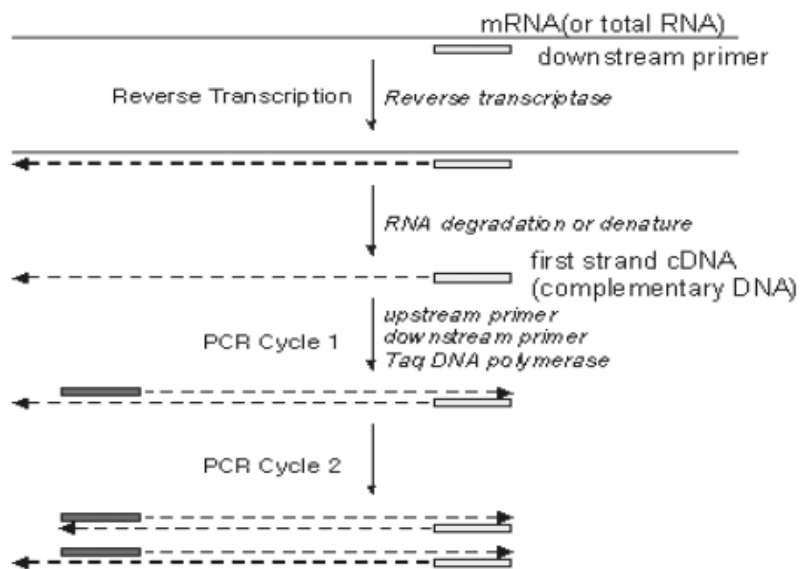 mRNA(or total RNA)
downstream primer
Reverse Transcription
Reverse transcriptase
RNA degradation or denature
first strand cDNA
(complementary DNA)
PCR Cycle 1
upstream primer
downstream primer
Taq DNA polymerase
PCR Cycle 2